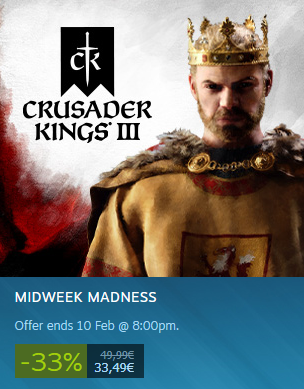 CK
CRUSADER
KINGS III
MIDWEEK MADNESS
Offer ends 10 Feb @ 8:00pm.
-33%
49,99€
33,49€